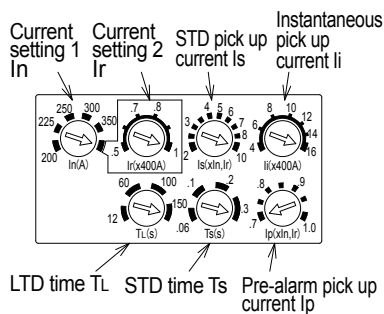 Current
setting 1
In
Current
setting 2
Ir
STD pick up
current Is
Instantaneous
pick up
current Ii
200
225
250
300
350
In(A)
.5
.7
.8
1
Ir(x400A)
2
3
4
5
6
7
8
10
Is(xIn,Ir)
4
6
8
10
12
14
16
Ii(x400A)
12
60
100
150
TL(s)
.06
.1
.2
.3
Ts(s)
.7
.8
.9
1.0
Ip(xIn,Ir)
LTD time TL
STD time Ts
Pre-alarm pick up
current Ip